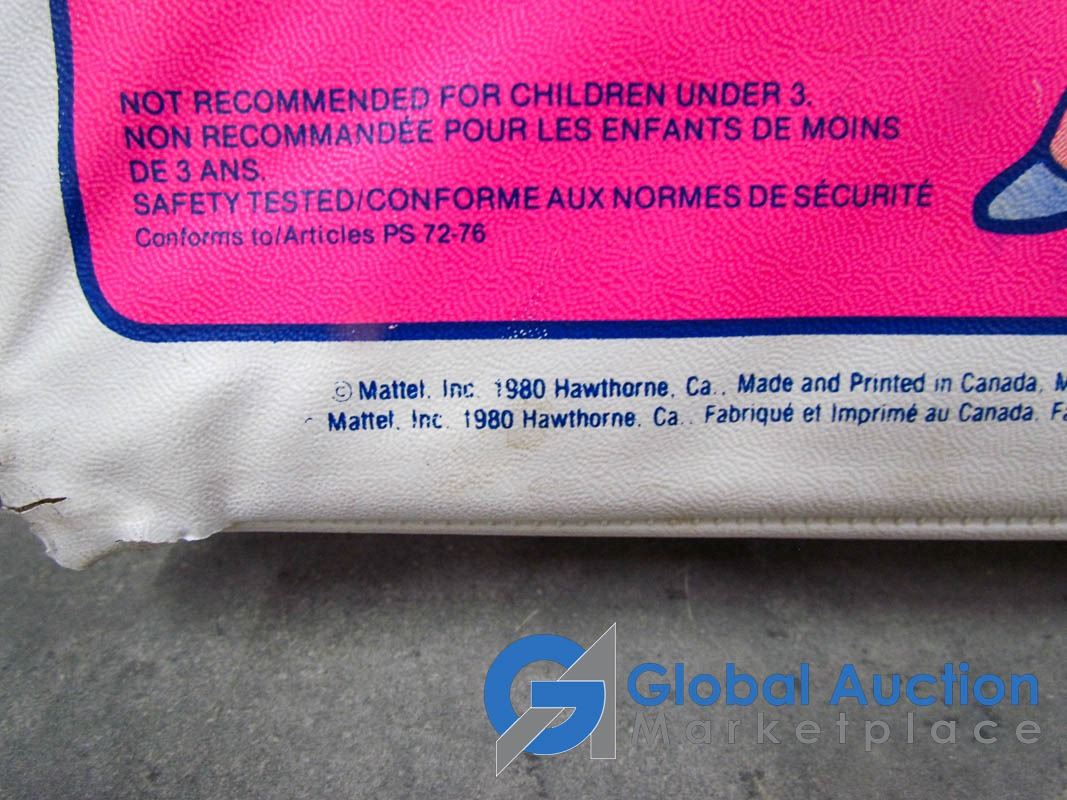 NOT RECOMMENDED FOR CHILDREN UNDER 3.
NON RECOMMANDÉE POUR LES ENFANTS DE MOINS
DE 3 ANS.
SAFETY TESTED/CONFORME AUX NORMES DE SÉCURITÉ
Conforms to/Articles PS 72-76
© Mattel, Inc. 1980 Hawthorne, Ca., Made and Printed in Canada,
Mattel, Inc. 1980 Hawthorne, Ca., Fabriqué et Imprimé au Canada.
Global Auction
Marketplace